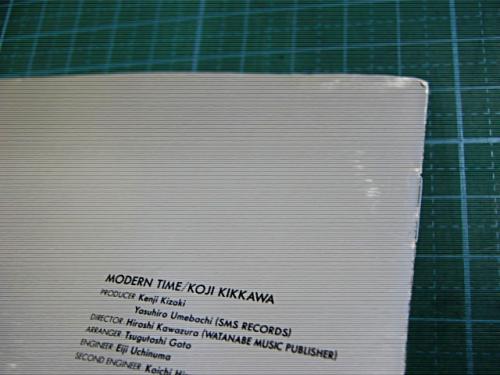 MODERN TIME/KOJI KIKKAWA
PRODUCER Kenji Kizaki
Yasuhiro Umebachi (SMS RECORDS)
DIRECTOR Hiroshi Kawazura (WATANABE MUSIC PUBLISHER)
ARRANGER Tsugutoshi Goto
ENGINEER Eiji Uchinuma
SECOND ENGINEER Koichi